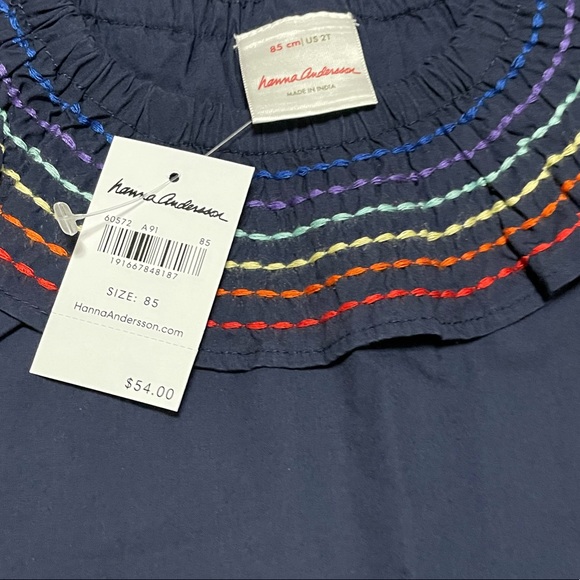 85 cm | US 2T
hanna Andersson
MADE IN INDIA
hanna Andersson
60572 A91 85
191667848187
SIZE: 85
HannaAndersson.com
$54.00